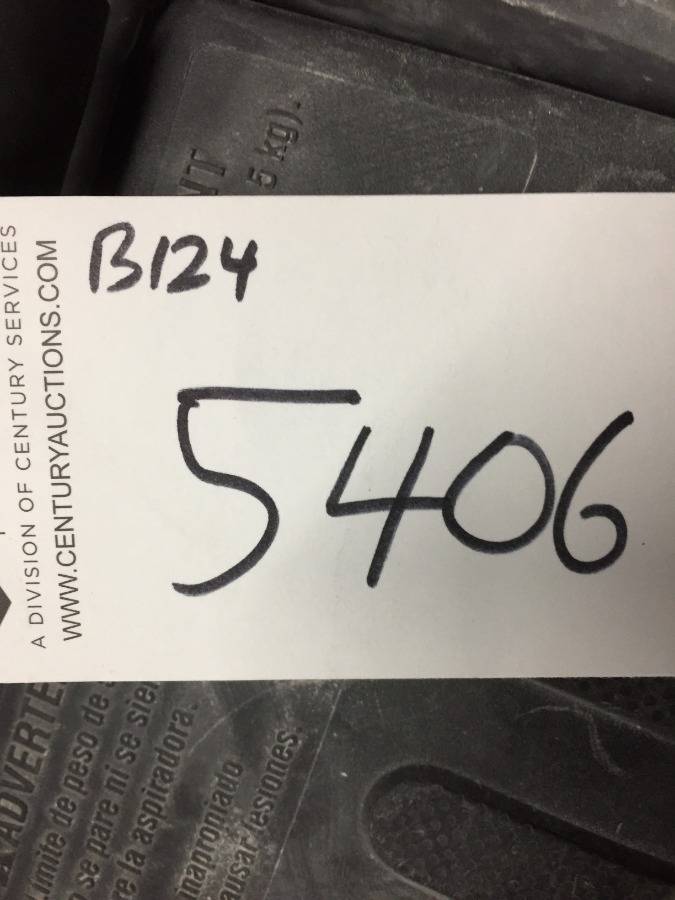 B124
5406
A DIVISION OF CENTURY SERVICES
WWW.CENTURYAUCTIONS.COM
5 kg).
ADVERTE
Límite de peso de
se pare ni se sie
re la aspiradora.
inapropiado
ausar lesiones.